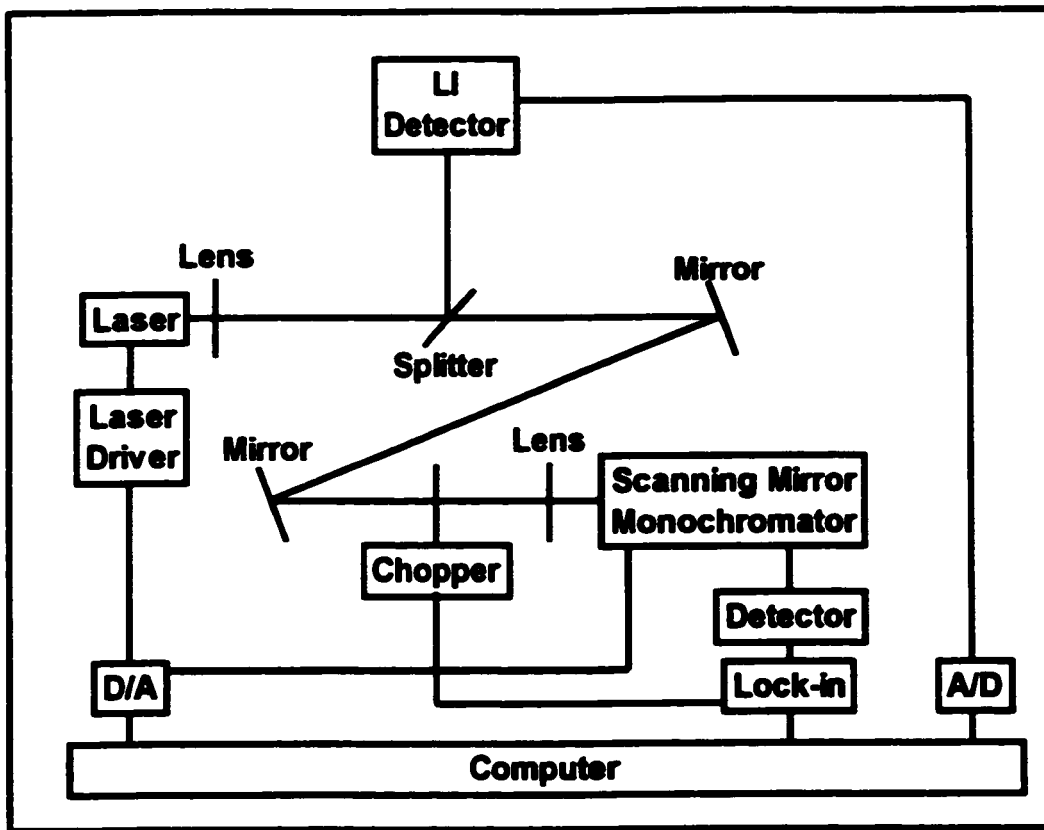 LI
Detector
Lens
Mirror
Laser
Splitter
Laser
Driver
Mirror
Lens
Scanning Mirror
Monochromator
Chopper
Detector
D/A
Lock-in
A/D
Computer